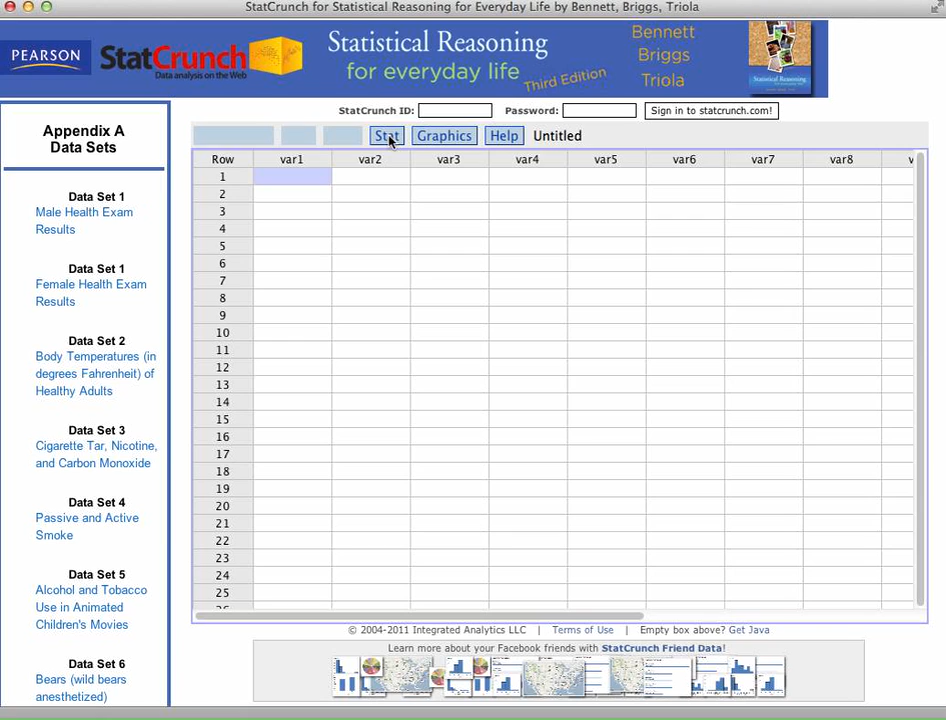 StatCrunch for Statistical Reasoning for Everyday Life by Bennett, Briggs, Triola
PEARSON
StatCrunch
Data analysis on the Web
Statistical Reasoning
for everyday life
Third Edition
Bennett
Briggs
Triola
StatCrunch ID:
Password:
Sign in to statcrunch.com!
Appendix A
Data Sets
Data Set 1
Male Health Exam
Results
Data Set 1
Female Health Exam
Results
Data Set 2
Body Temperatures (in
degrees Fahrenheit) of
Healthy Adults
Data Set 3
Cigarette Tar, Nicotine,
and Carbon Monoxide
Data Set 4
Passive and Active
Smoke
Data Set 5
Alcohol and Tobacco
Use in Animated
Children's Movies
Data Set 6
Bears (wild bears
anesthetized)
Stat Graphics Help Untitled
Row var1 var2 var3 var4 var5 var6 var7 var8 v
1
2
3
4
5
6
7
8
9
10
11
12
13
14
15
16
17
18
19
20
21
22
23
24
25
© 2004-2011 Integrated Analytics LLC | Terms of Use | Empty box above? Get Java
Learn more about your Facebook friends with StatCrunch Friend Data!